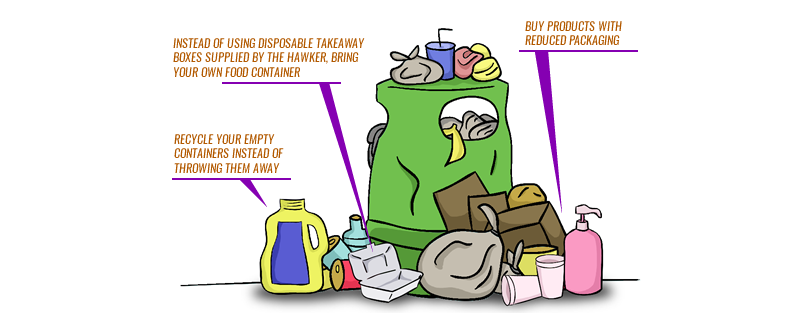 INSTEAD OF USING DISPOSABLE TAKEAWAY
BOXES SUPPLIED BY THE HAWKER, BRING
YOUR OWN FOOD CONTAINER
BUY PRODUCTS WITH
REDUCED PACKAGING
RECYCLE YOUR EMPTY
CONTAINERS INSTEAD OF
THROWING THEM AWAY